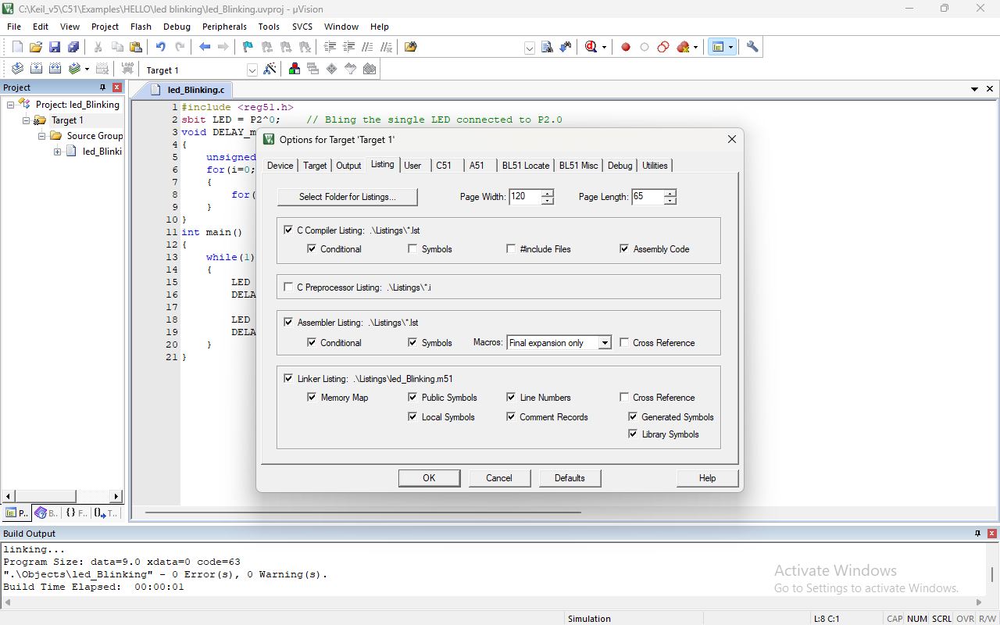 C:\Keil_v5\C51\Examples\HELLO\led blinking\led_Blinking.uvproj - µVision
File Edit View Project Flash Debug Peripherals Tools SVCS Window Help
LOAD Target 1
Project
led_Blinking.c
Project: led_Blinking
Target 1
Source Group
led_Blinki
1 #include <reg51.h>
2 sbit LED = P2^0; // Bling the single LED connected to P2.0
3 void DELAY_m
4 {
5 unsigned
6 for(i=0;
7 {
8 for(
9 }
10 }
11 int main()
12 {
13 while(1)
14 {
15 LED
16 DELA
17
18 LED
19 DELA
20 }
21 }
Options for Target 'Target 1'
Device Target Output Listing User C51 A51 BL51 Locate BL51 Misc Debug Utilities
Select Folder for Listings... Page Width: 120 Page Length: 65
C Compiler Listing: .\Listings\*.lst
Conditional Symbols #include Files Assembly Code
C Preprocessor Listing: .\Listings\*.i
Assembler Listing: .\Listings\*.lst
Conditional Symbols Macros: Final expansion only Cross Reference
Linker Listing: .\Listings\led_Blinking.m51
Memory Map Public Symbols Line Numbers Cross Reference
Local Symbols Comment Records Generated Symbols
Library Symbols
OK Cancel Defaults Help
P.. B.. {} F.. T..
Build Output
linking...
Program Size: data=9.0 xdata=0 code=63
".\Objects\led_Blinking" - 0 Error(s), 0 Warning(s).
Build Time Elapsed: 00:00:01
Activate Windows
Go to Settings to activate Windows.
Simulation L:8 C:1 CAP NUM SCRL OVR R/W